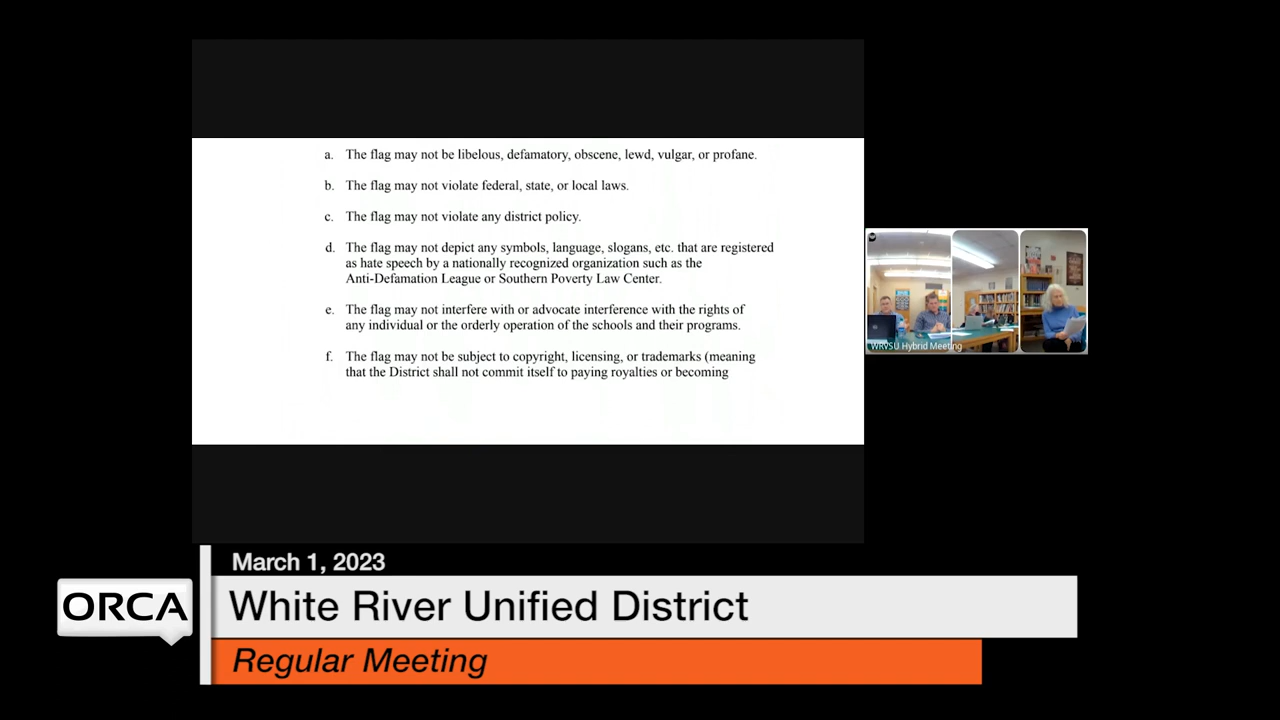 a. The flag may not be libelous, defamatory, obscene, lewd, vulgar, or profane.
b. The flag may not violate federal, state, or local laws.
c. The flag may not violate any district policy.
d. The flag may not depict any symbols, language, slogans, etc. that are registered
as hate speech by a nationally recognized organization such as the
Anti-Defamation League or Southern Poverty Law Center.
e. The flag may not interfere with or advocate interference with the rights of
any individual or the orderly operation of the schools and their programs.
f. The flag may not be subject to copyright, licensing, or trademarks (meaning
that the District shall not commit itself to paying royalties or becoming
WRVSU Hybrid Meeting
March 1, 2023
ORCA
White River Unified District
Regular Meeting